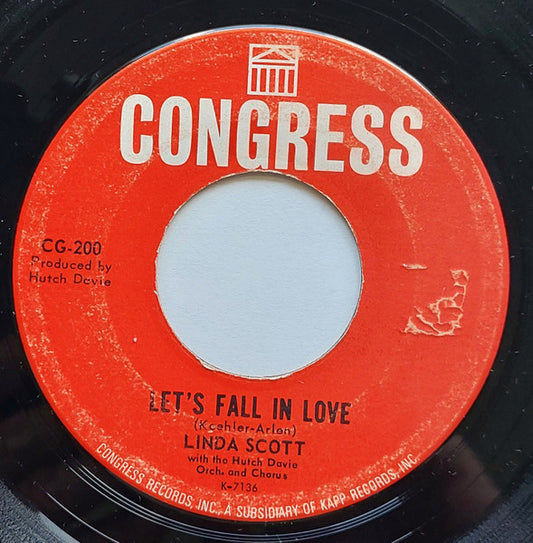 CONGRESS
CG-200
Produced by
Hutch Davie
LET'S FALL IN LOVE
(Koehler-Arlen)
LINDA SCOTT
with the Hutch Davie
Orch. and Chorus
K-7136
CONGRESS RECORDS, INC., A SUBSIDIARY OF KAPP RECORDS, INC.